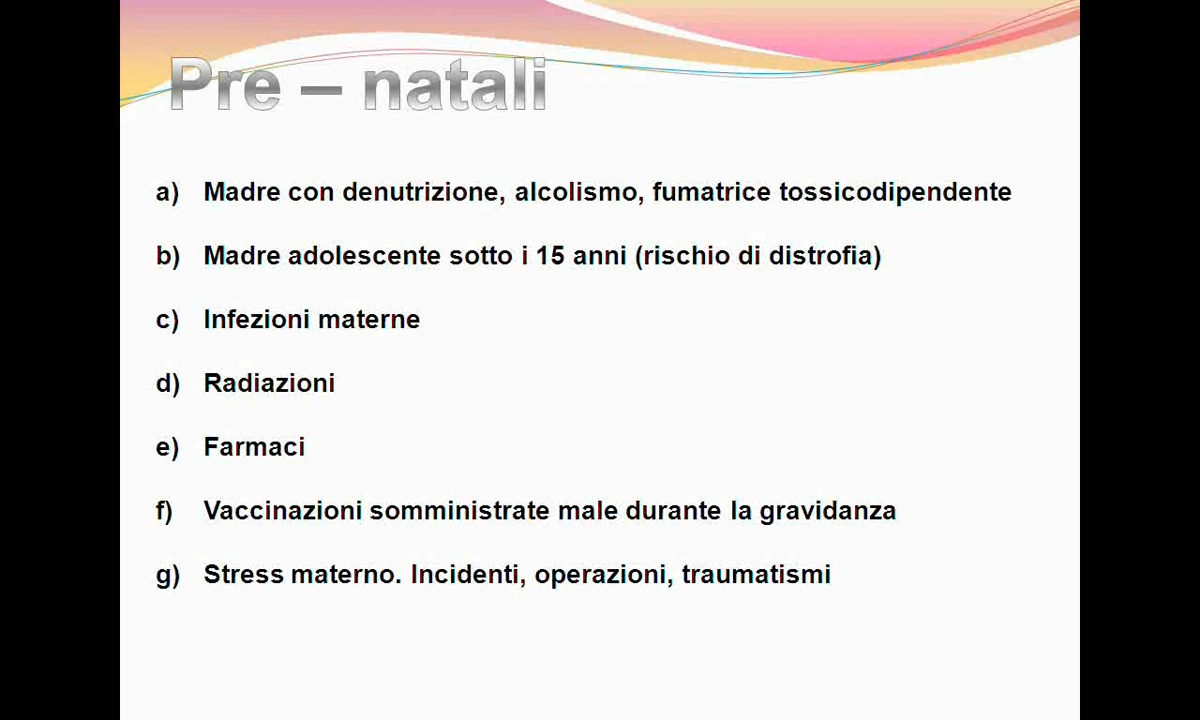 Pre – natali
a) Madre con denutrizione, alcolismo, fumatrice tossicodipendente
b) Madre adolescente sotto i 15 anni (rischio di distrofia)
c) Infezioni materne
d) Radiazioni
e) Farmaci
f) Vaccinazioni somministrate male durante la gravidanza
g) Stress materno. Incidenti, operazioni, traumatismi